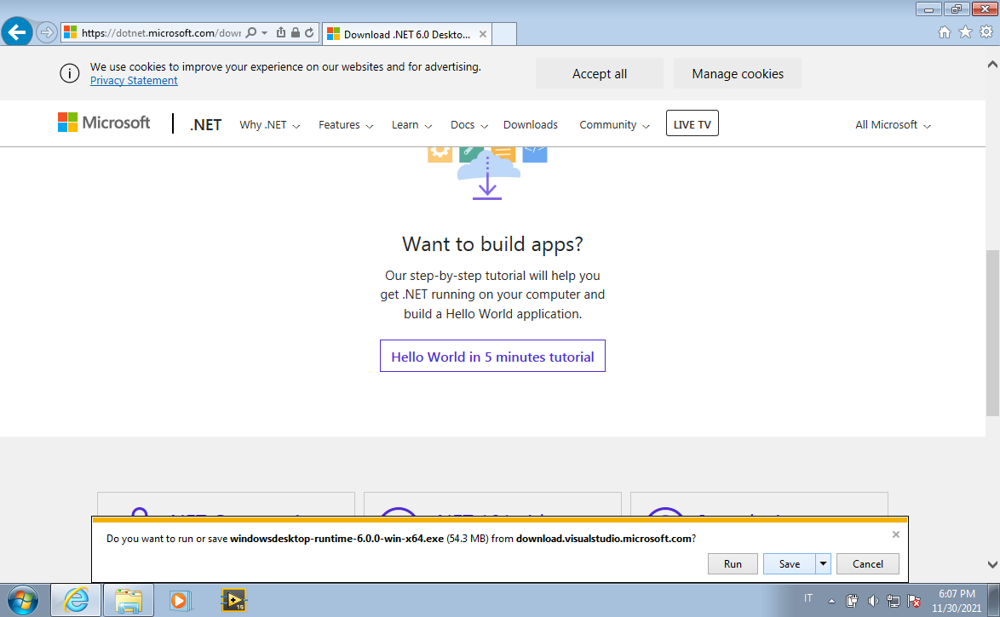 https://dotnet.microsoft.com/dow
Download .NET 6.0 Deskto...
We use cookies to improve your experience on our websites and for advertising.
Privacy Statement
Accept all
Manage cookies
Microsoft
.NET
Why .NET
Features
Learn
Docs
Downloads
Community
LIVE TV
All Microsoft
Want to build apps?
Our step-by-step tutorial will help you
get .NET running on your computer and
build a Hello World application.
Hello World in 5 minutes tutorial
Do you want to run or save windowsdesktop-runtime-6.0.0-win-x64.exe (54.3 MB) from download.visualstudio.microsoft.com?
Run
Save
Cancel
15
IT
6:07 PM
11/30/2021